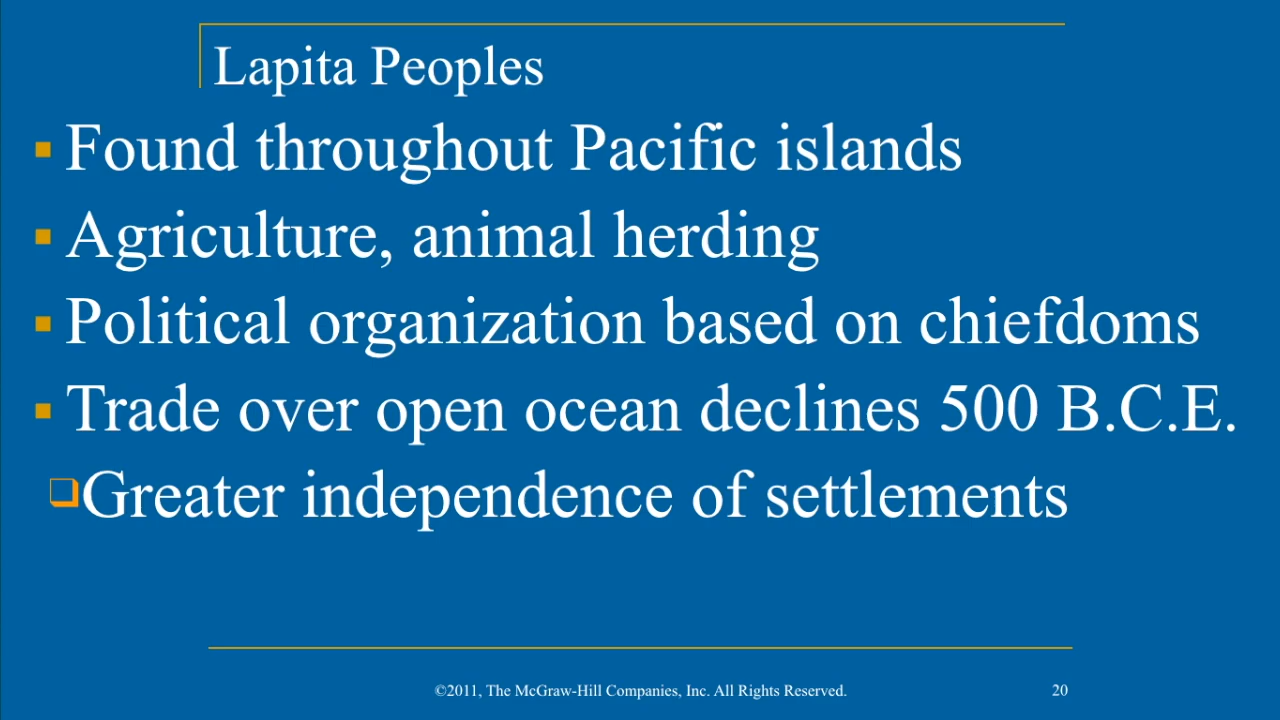 Lapita Peoples
Found throughout Pacific islands
Agriculture, animal herding
Political organization based on chiefdoms
Trade over open ocean declines 500 B.C.E.
Greater independence of settlements
©2011, The McGraw-Hill Companies, Inc. All Rights Reserved.
20